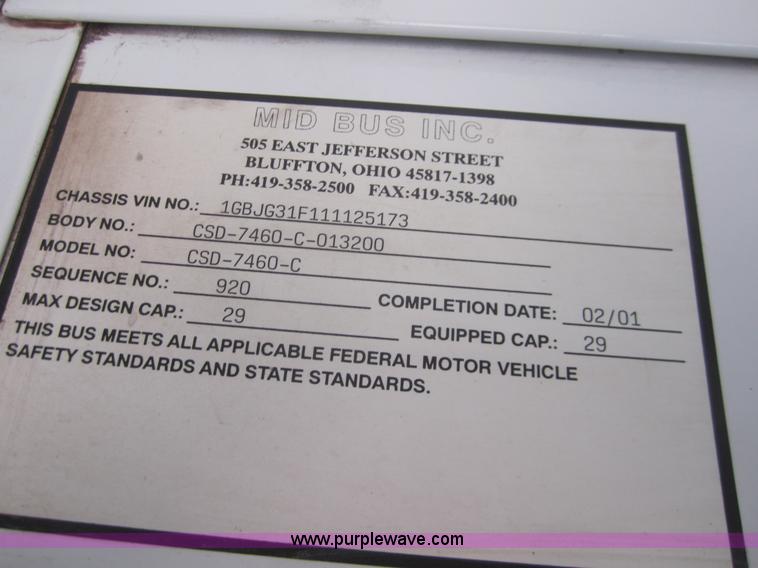 MID BUS INC.
505 EAST JEFFERSON STREET
BLUFFTON, OHIO 45817-1398
PH:419-358-2500 FAX:419-358-2400
CHASSIS VIN NO.: 1GBJG31F111125173
BODY NO.: CSD-7460-C-013200
MODEL NO: CSD-7460-C
SEQUENCE NO.: 920 COMPLETION DATE: 02/01
MAX DESIGN CAP.: 29 EQUIPPED CAP.: 29
THIS BUS MEETS ALL APPLICABLE FEDERAL MOTOR VEHICLE
SAFETY STANDARDS AND STATE STANDARDS.
www.purplewave.com